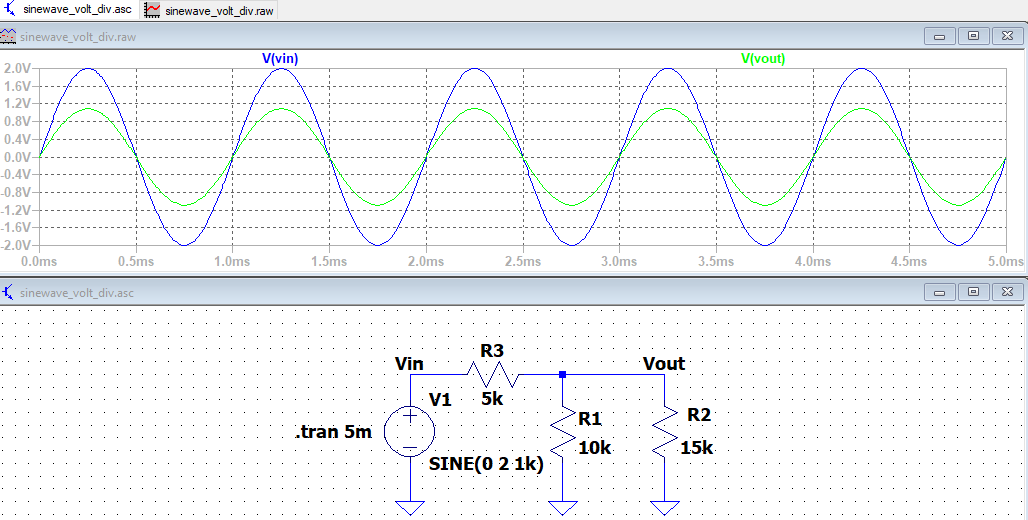 sinewave_volt_div.asc sinewave_volt_div.raw
sinewave_volt_div.raw
V(vin) V(vout)
2.0V
1.6V
1.2V
0.8V
0.4V
0.0V
-0.4V
-0.8V
-1.2V
-1.6V
-2.0V
0.0ms 0.5ms 1.0ms 1.5ms 2.0ms 2.5ms 3.0ms 3.5ms 4.0ms 4.5ms 5.0ms
sinewave_volt_div.asc
R3
Vin Vout
V1 5k
R1 R2
.tran 5m
10k 15k
SINE(0 2 1k)